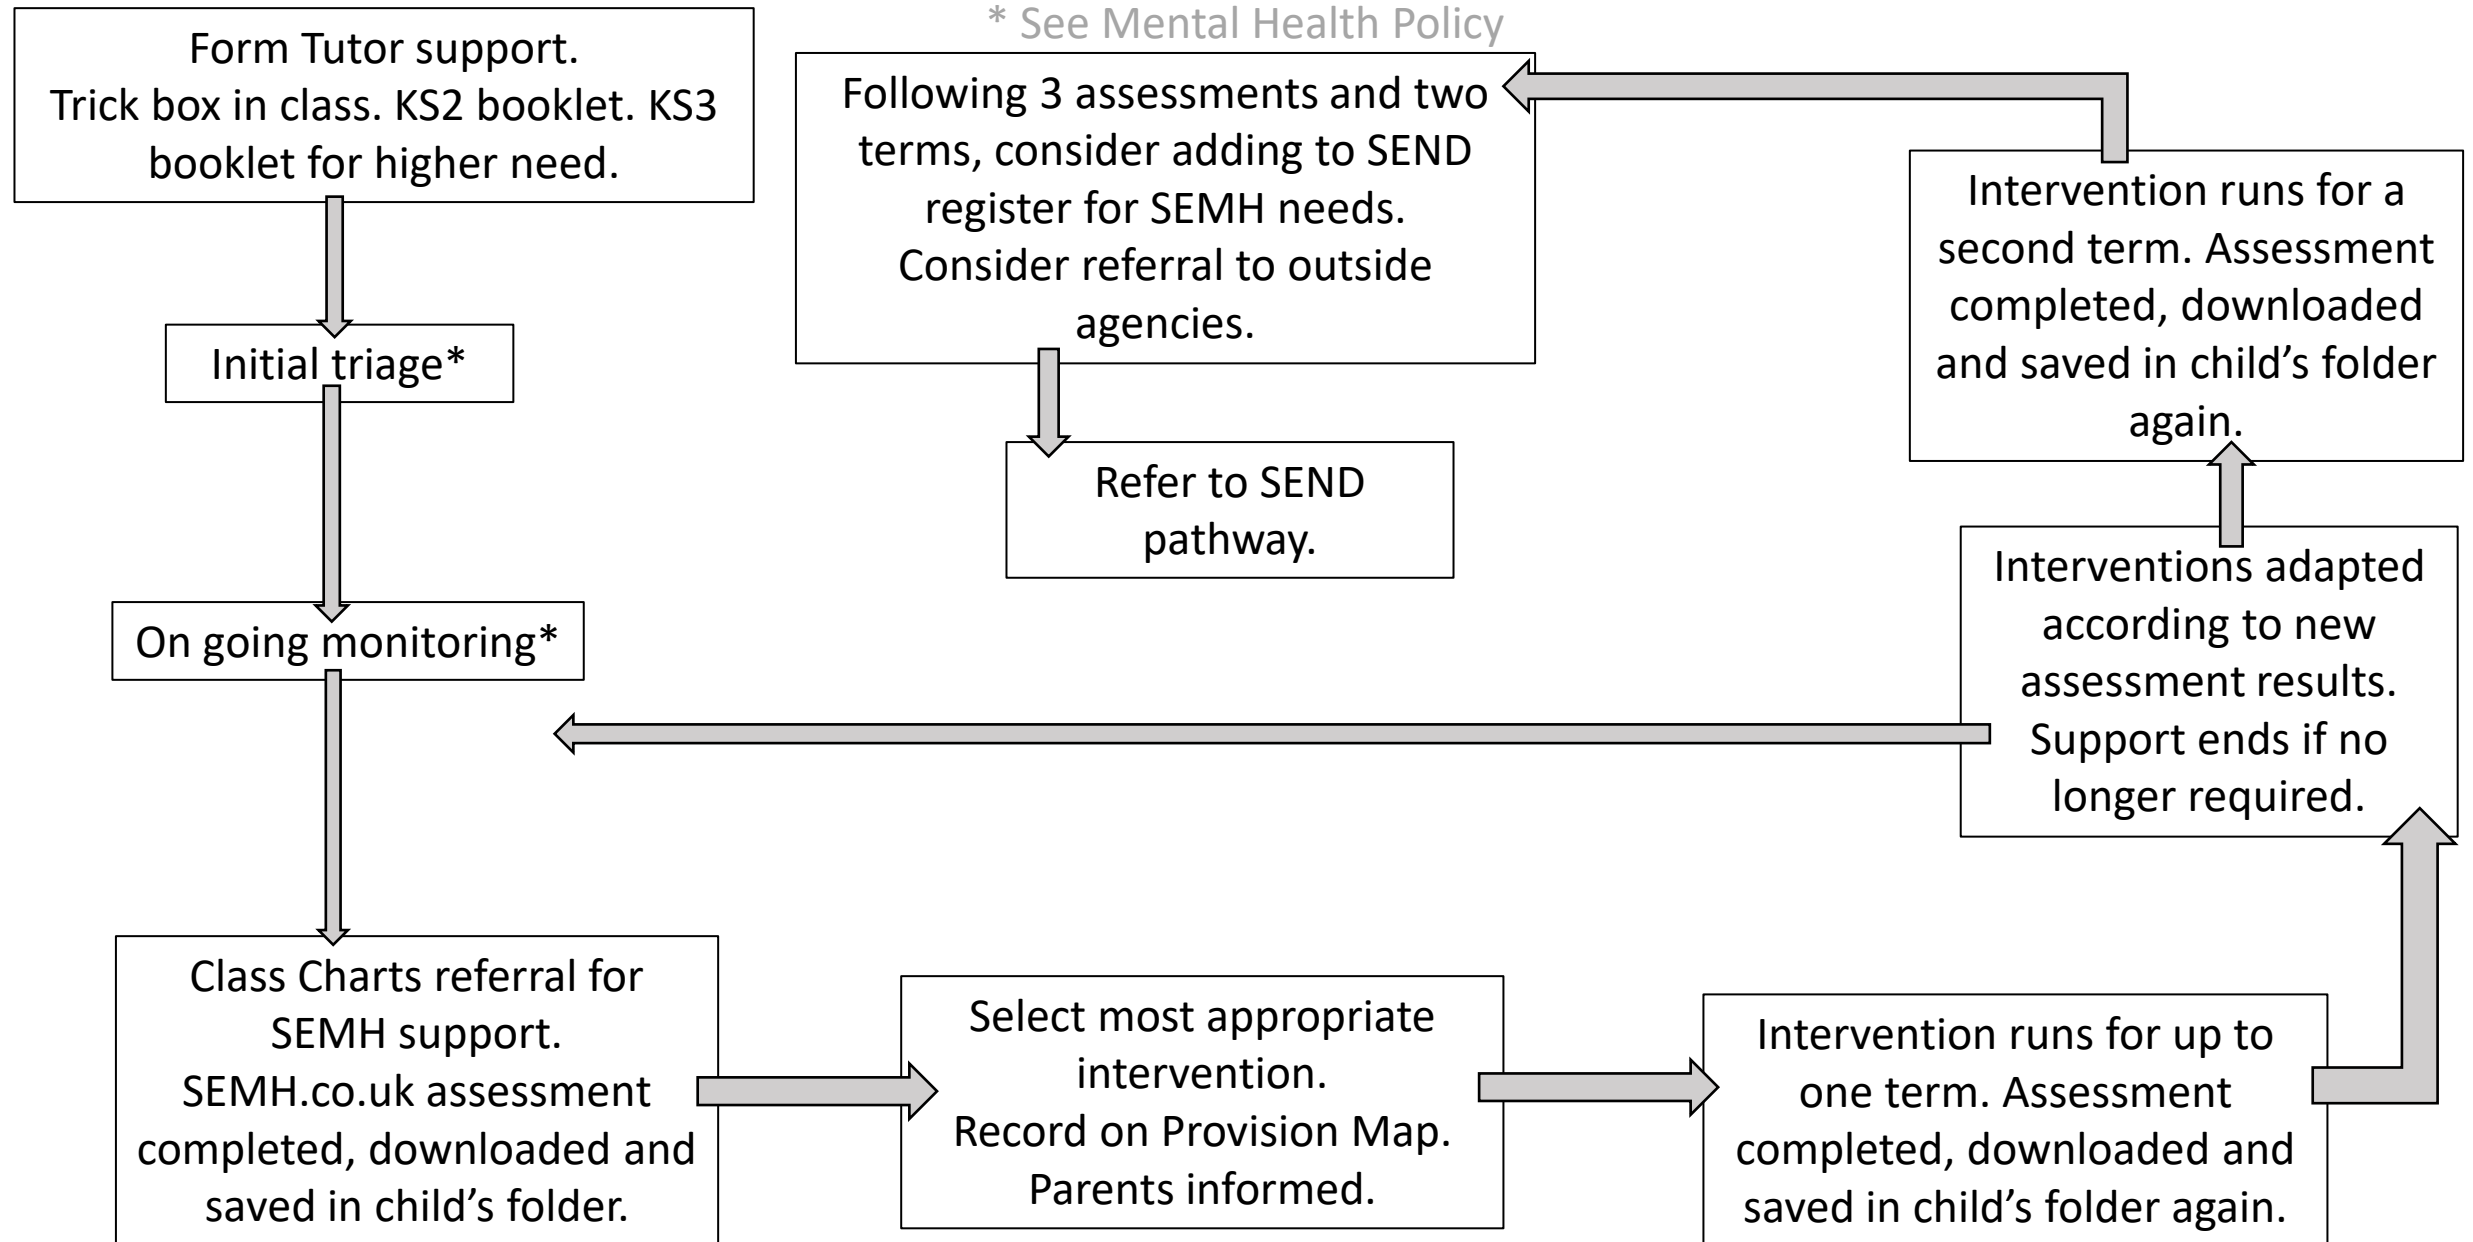 * See Mental Health Policy
Form Tutor support.
Trick box in class. KS2 booklet. KS3
booklet for higher need.
Initial triage*
On going monitoring*
Class Charts referral for
SEMH support.
SEMH.co.uk assessment
completed, downloaded and
saved in child’s folder.
Select most appropriate
intervention.
Record on Provision Map.
Parents informed.
Intervention runs for up to
one term. Assessment
completed, downloaded and
saved in child’s folder again.
Interventions adapted
according to new
assessment results.
Support ends if no
longer required.
Intervention runs for a
second term. Assessment
completed, downloaded
and saved in child’s folder
again.
Following 3 assessments and two
terms, consider adding to SEND
register for SEMH needs.
Consider referral to outside
agencies.
Refer to SEND
pathway.